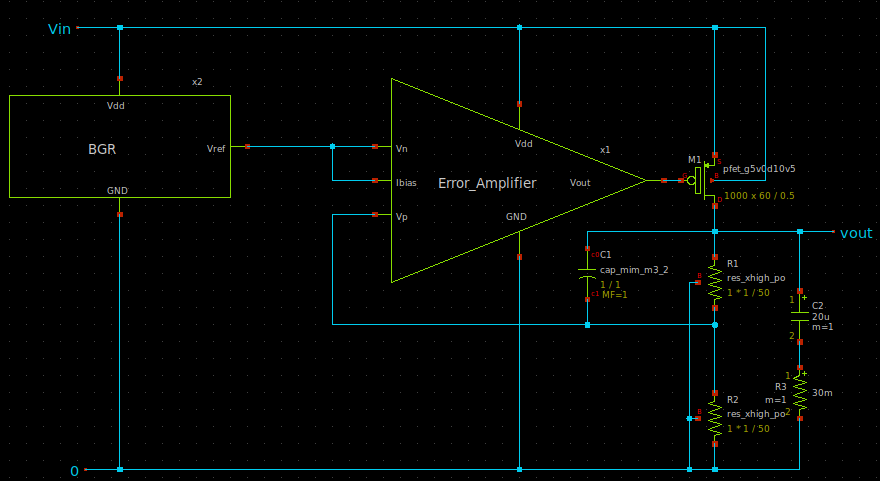 Vin
x2
Vdd
BGR
Vref
GND
Vn
Ibias
Vp
Vdd
x1
Error_Amplifier
Vout
GND
M1
pfet_g5v0d10v5
1000 x 60 / 0.5
S
G
B
D
vout
c0
C1
cap_mim_m3_2
1 / 1
c1
MF=1
R1
res_xhigh_po
1 * 1 / 50
B
1
+
C2
20u
m=1
2
R2
res_xhigh_po
1 * 1 / 50
B
1
+
R3
30m
m=1
2
0